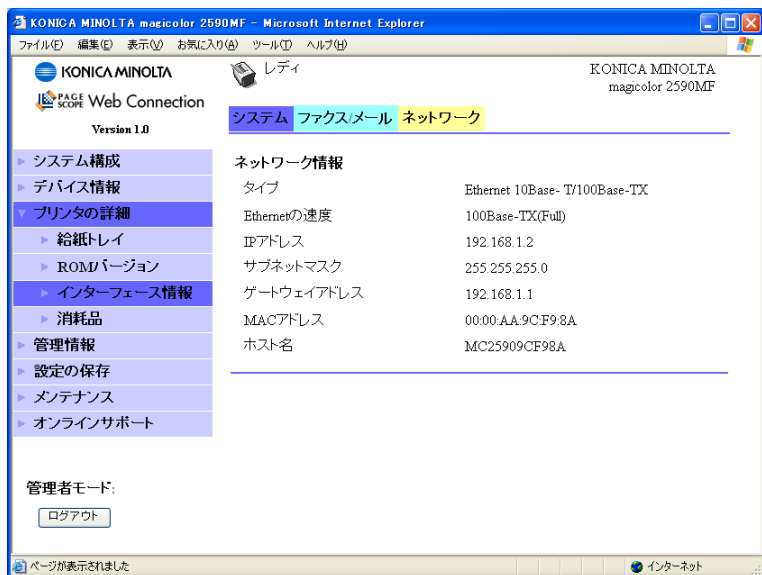 KONICA MINOLTA magicolor 2590MF - Microsoft Internet Explorer
ファイル(F) 編集(E) 表示(V) お気に入り(A) ツール(T) ヘルプ(H)
KONICA MINOLTA
PAGE SCOPE Web Connection
Version 1.0
レディ
KONICA MINOLTA
magicolor 2590MF
システム ファクス/メール ネットワーク
システム構成
デバイス情報
プリンタの詳細
給紙トレイ
ROMバージョン
インターフェース情報
消耗品
管理情報
設定の保存
メンテナンス
オンラインサポート
管理者モード:
ログアウト
ネットワーク情報
タイプ Ethernet 10Base- T/100Base-TX
Ethernetの速度 100Base-TX(Full)
IPアドレス 192.168.1.2
サブネットマスク 255.255.255.0
ゲートウェイアドレス 192.168.1.1
MACアドレス 00:00:AA:9C:F9:8A
ホスト名 MC25909CF98A
ページが表示されました
インターネット